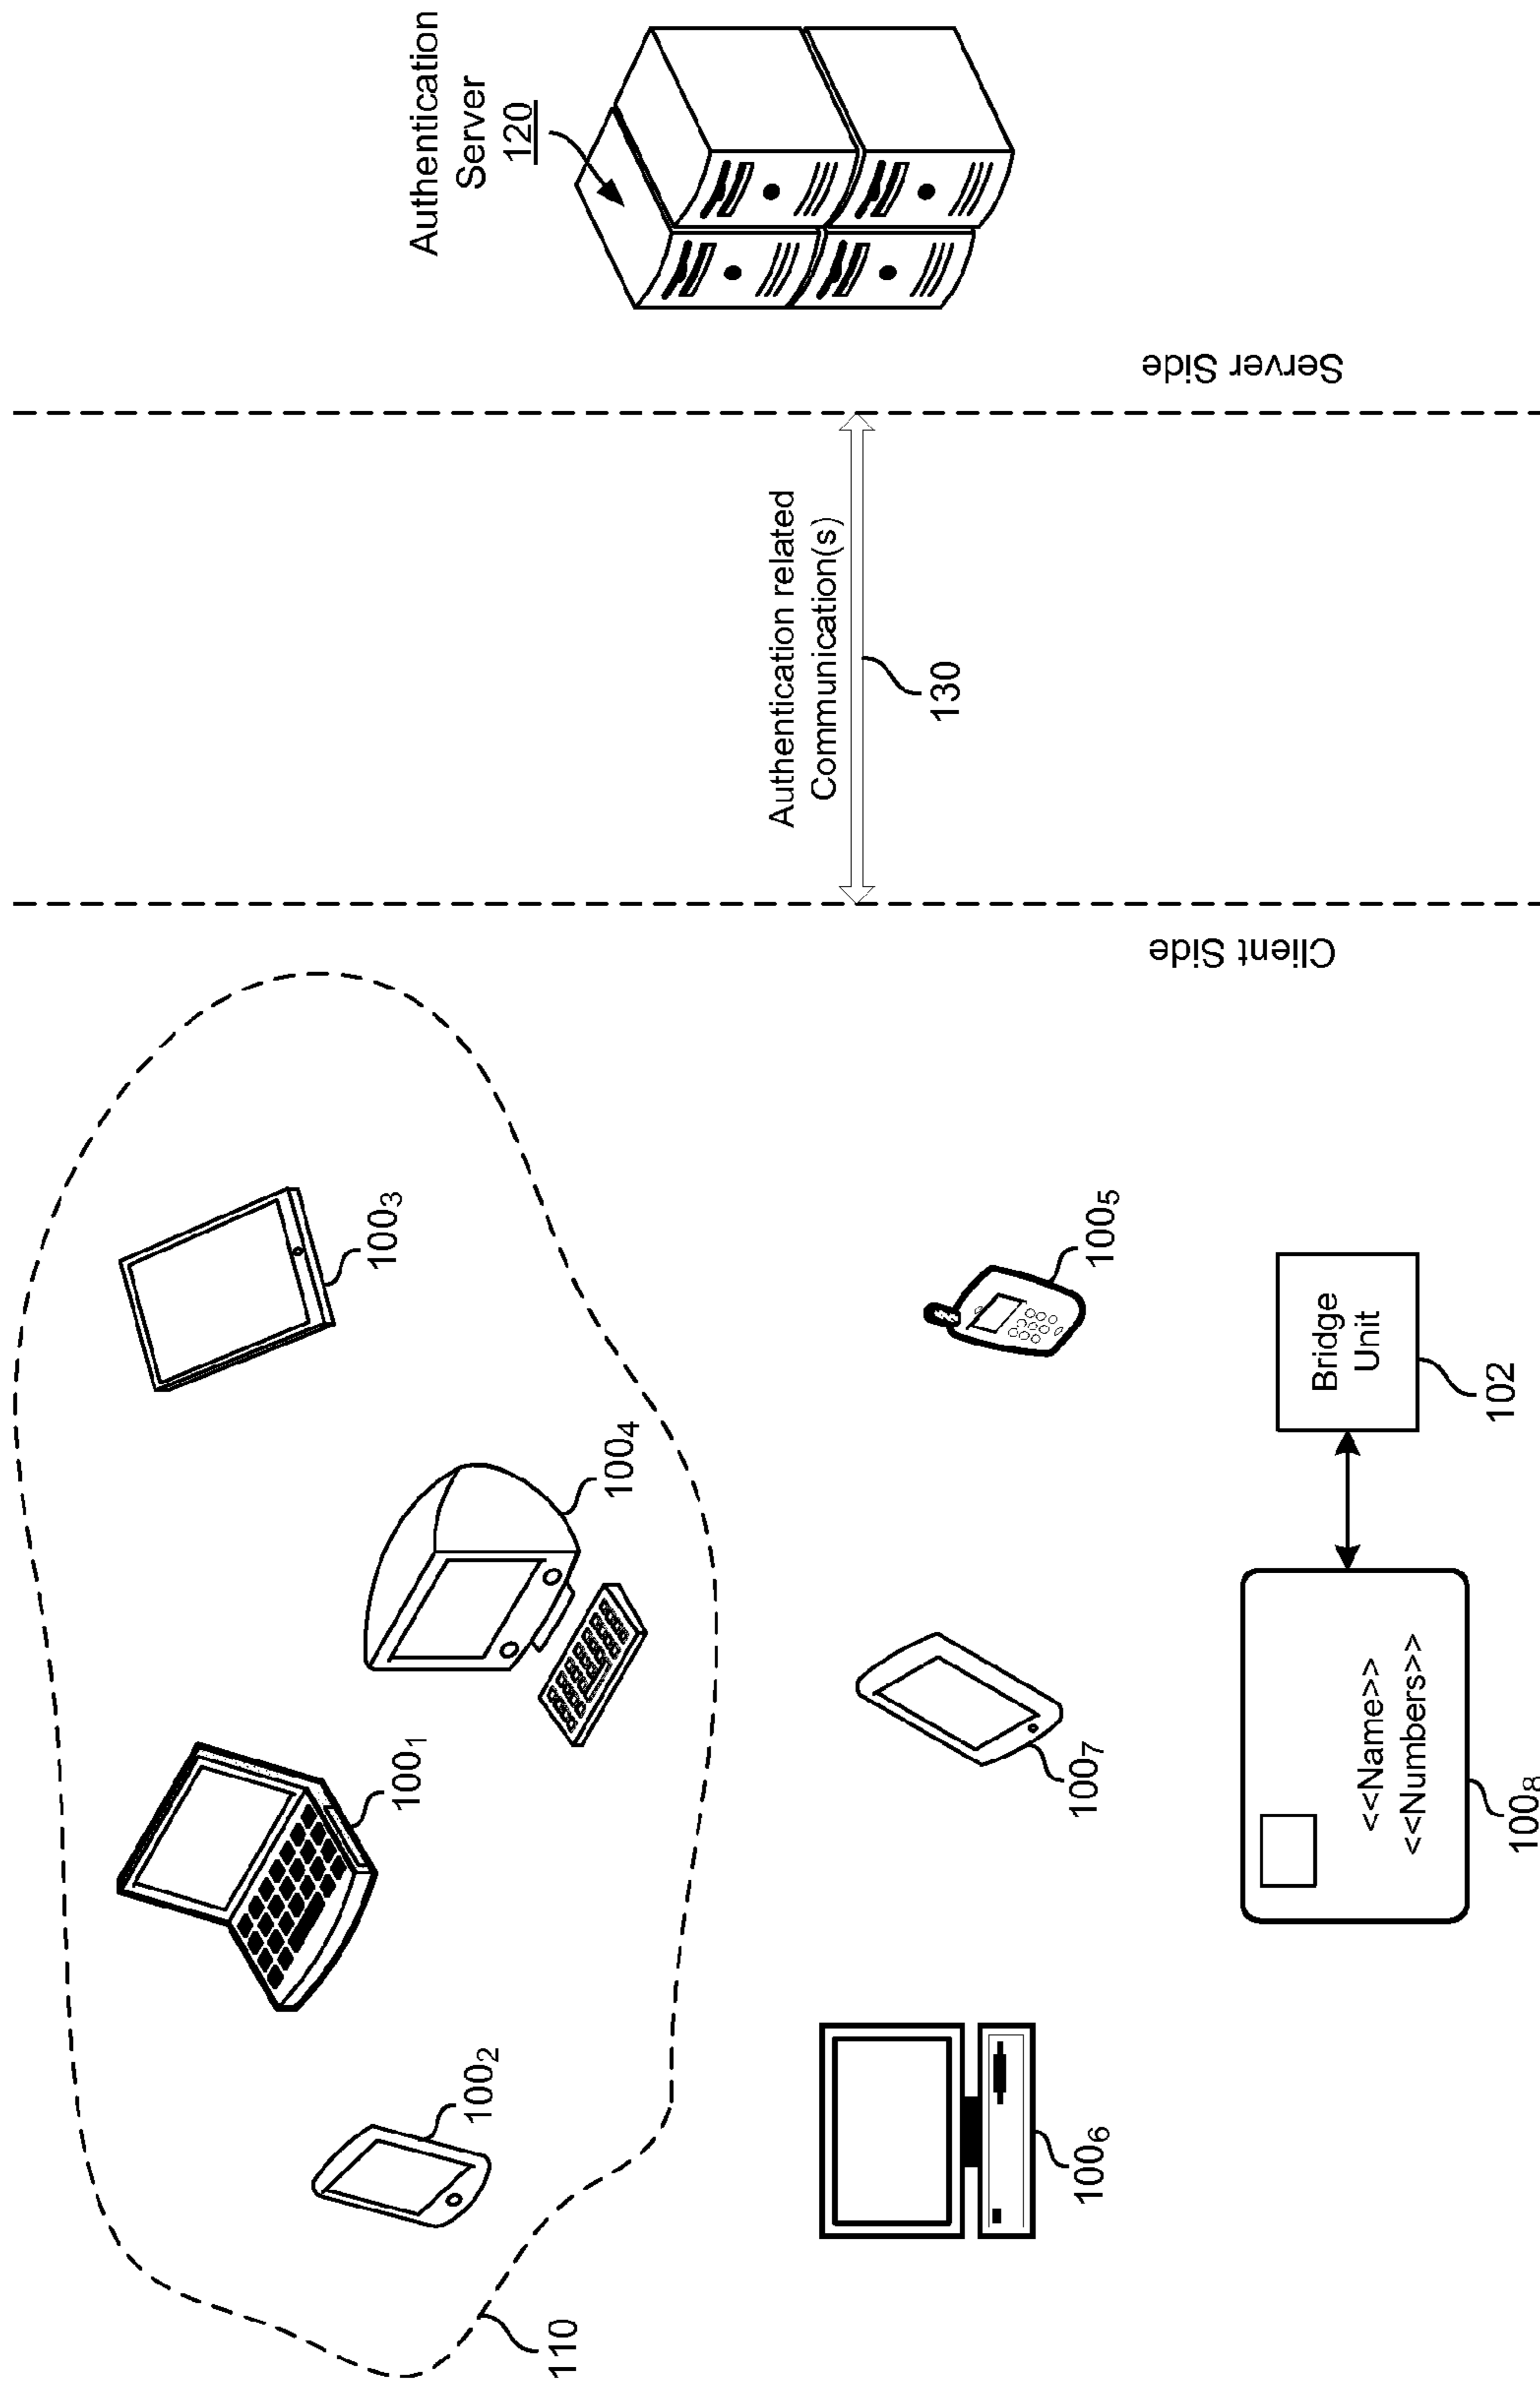 Authentication
Server
120
Server Side
Authentication related
Communication(s)
130
Client Side
100₃
100₄
100₁
100₂
110
100₅
100₇
100₆
Bridge
Unit
102
<<Name>>
<<Numbers>>
100₈